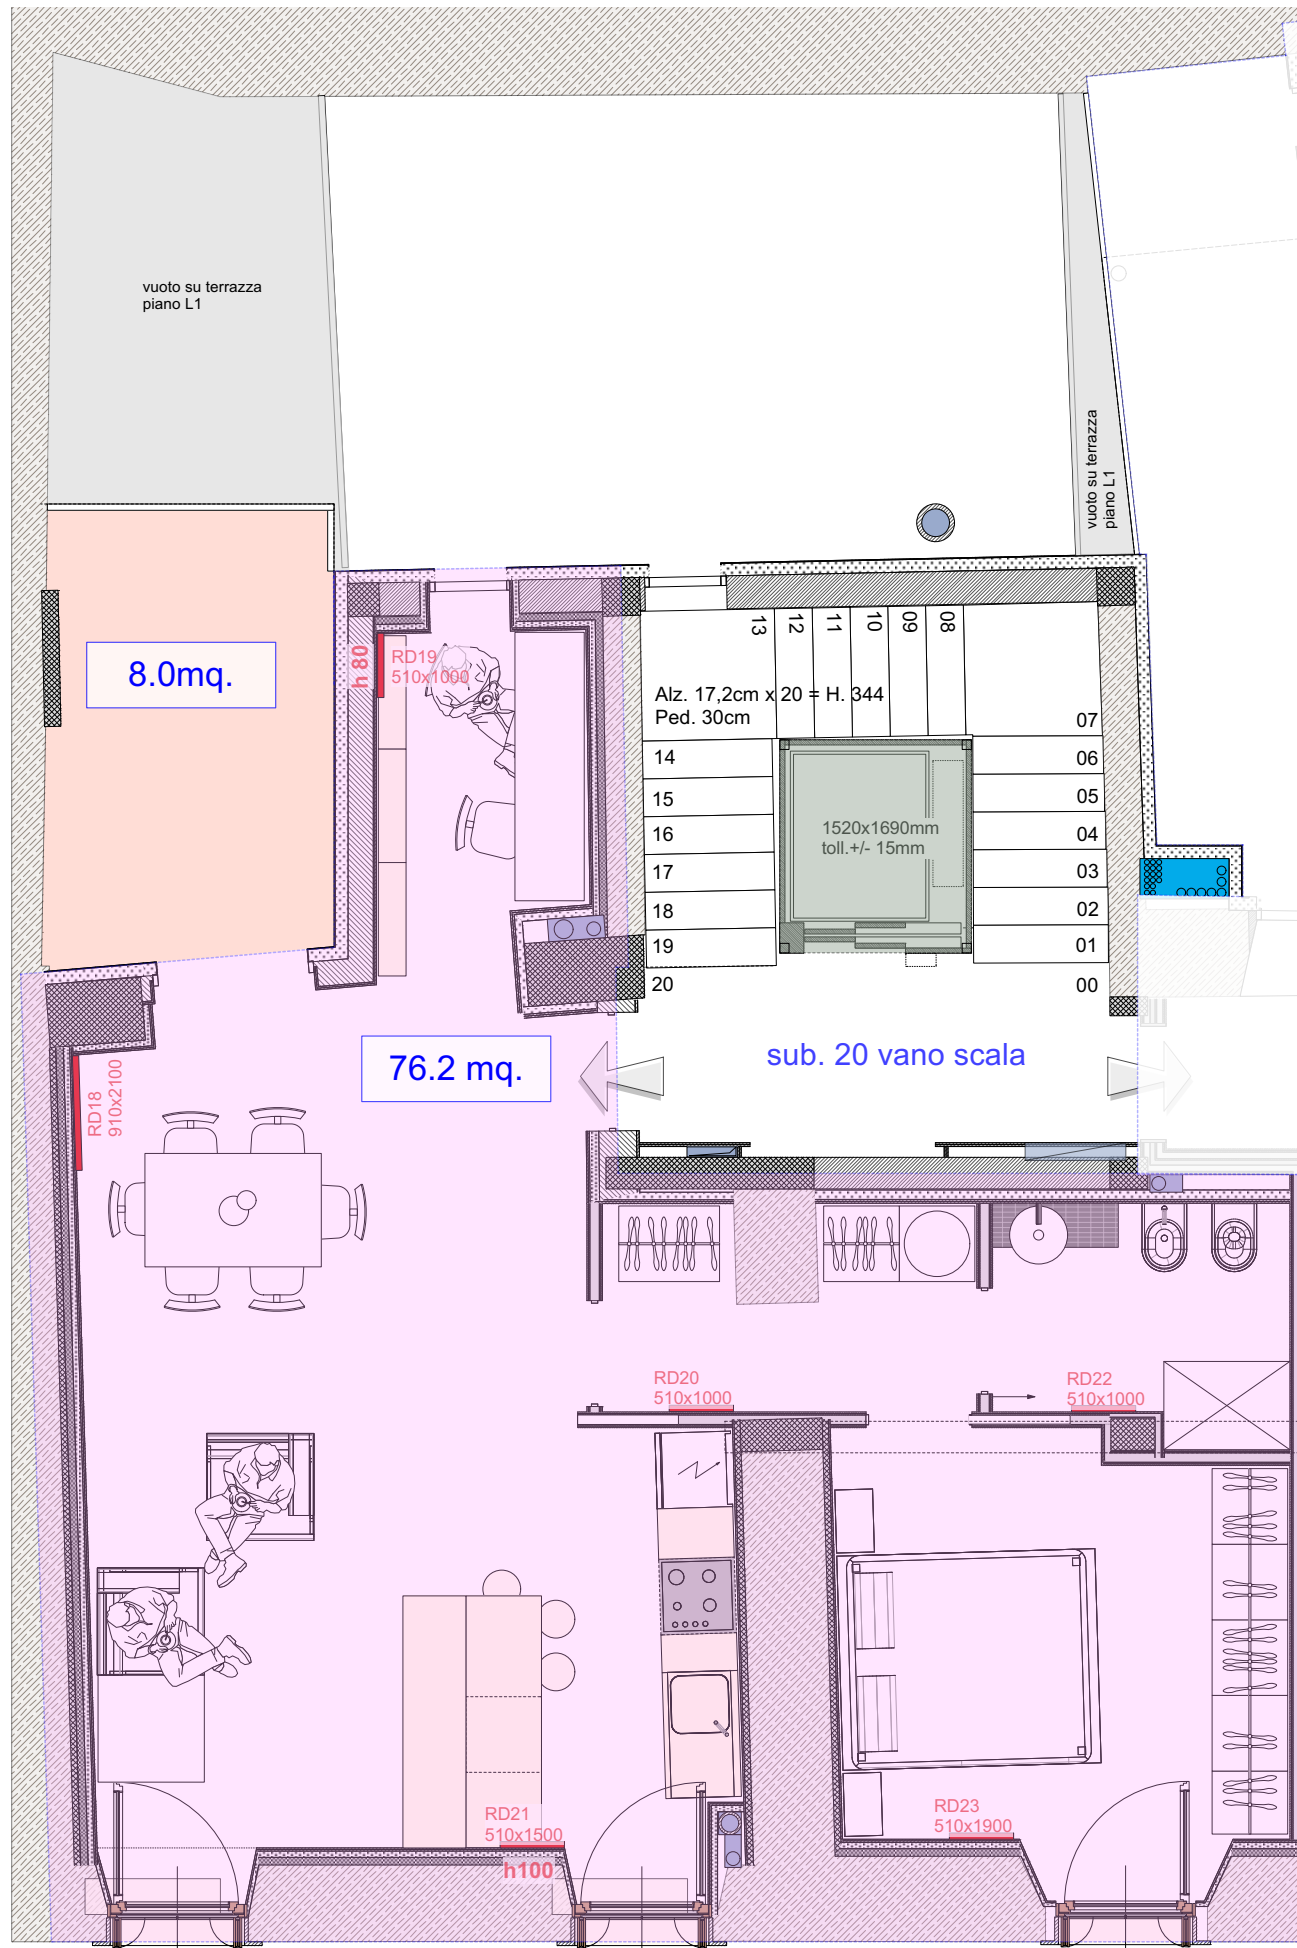 vuoto su terrazza
piano L1
vuoto su terrazza
piano L1
8.0mq.
h 80
RD19
510x1000
13
12
11
10
09
08
Alz. 17,2cm x 20 = H. 344
Ped. 30cm
07
14
06
15
05
1520x1690mm
toll.+/- 15mm
16
04
17
03
18
02
19
01
20
00
76.2 mq.
sub. 20 vano scala
RD18
910x2100
RD20
510x1000
RD22
510x1000
RD21
510x1500
h100
RD23
510x1900